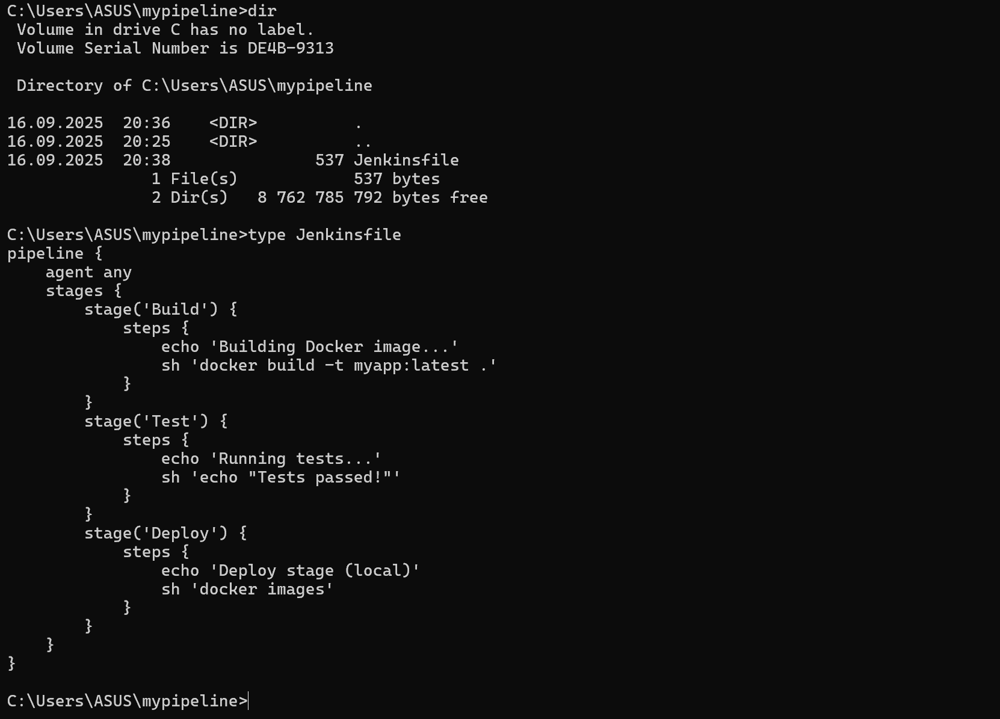 C:\Users\ASUS\mypipeline>dir
 Volume in drive C has no label.
 Volume Serial Number is DE4B-9313

 Directory of C:\Users\ASUS\mypipeline

16.09.2025  20:36    <DIR>          .
16.09.2025  20:25    <DIR>          ..
16.09.2025  20:38               537 Jenkinsfile
               1 File(s)            537 bytes
               2 Dir(s)   8 762 785 792 bytes free

C:\Users\ASUS\mypipeline>type Jenkinsfile
pipeline {
    agent any
    stages {
        stage('Build') {
            steps {
                echo 'Building Docker image...'
                sh 'docker build -t myapp:latest .'
            }
        }
        stage('Test') {
            steps {
                echo 'Running tests...'
                sh 'echo "Tests passed!"'
            }
        }
        stage('Deploy') {
            steps {
                echo 'Deploy stage (local)'
                sh 'docker images'
            }
        }
    }
}

C:\Users\ASUS\mypipeline>